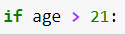 if age > 21: